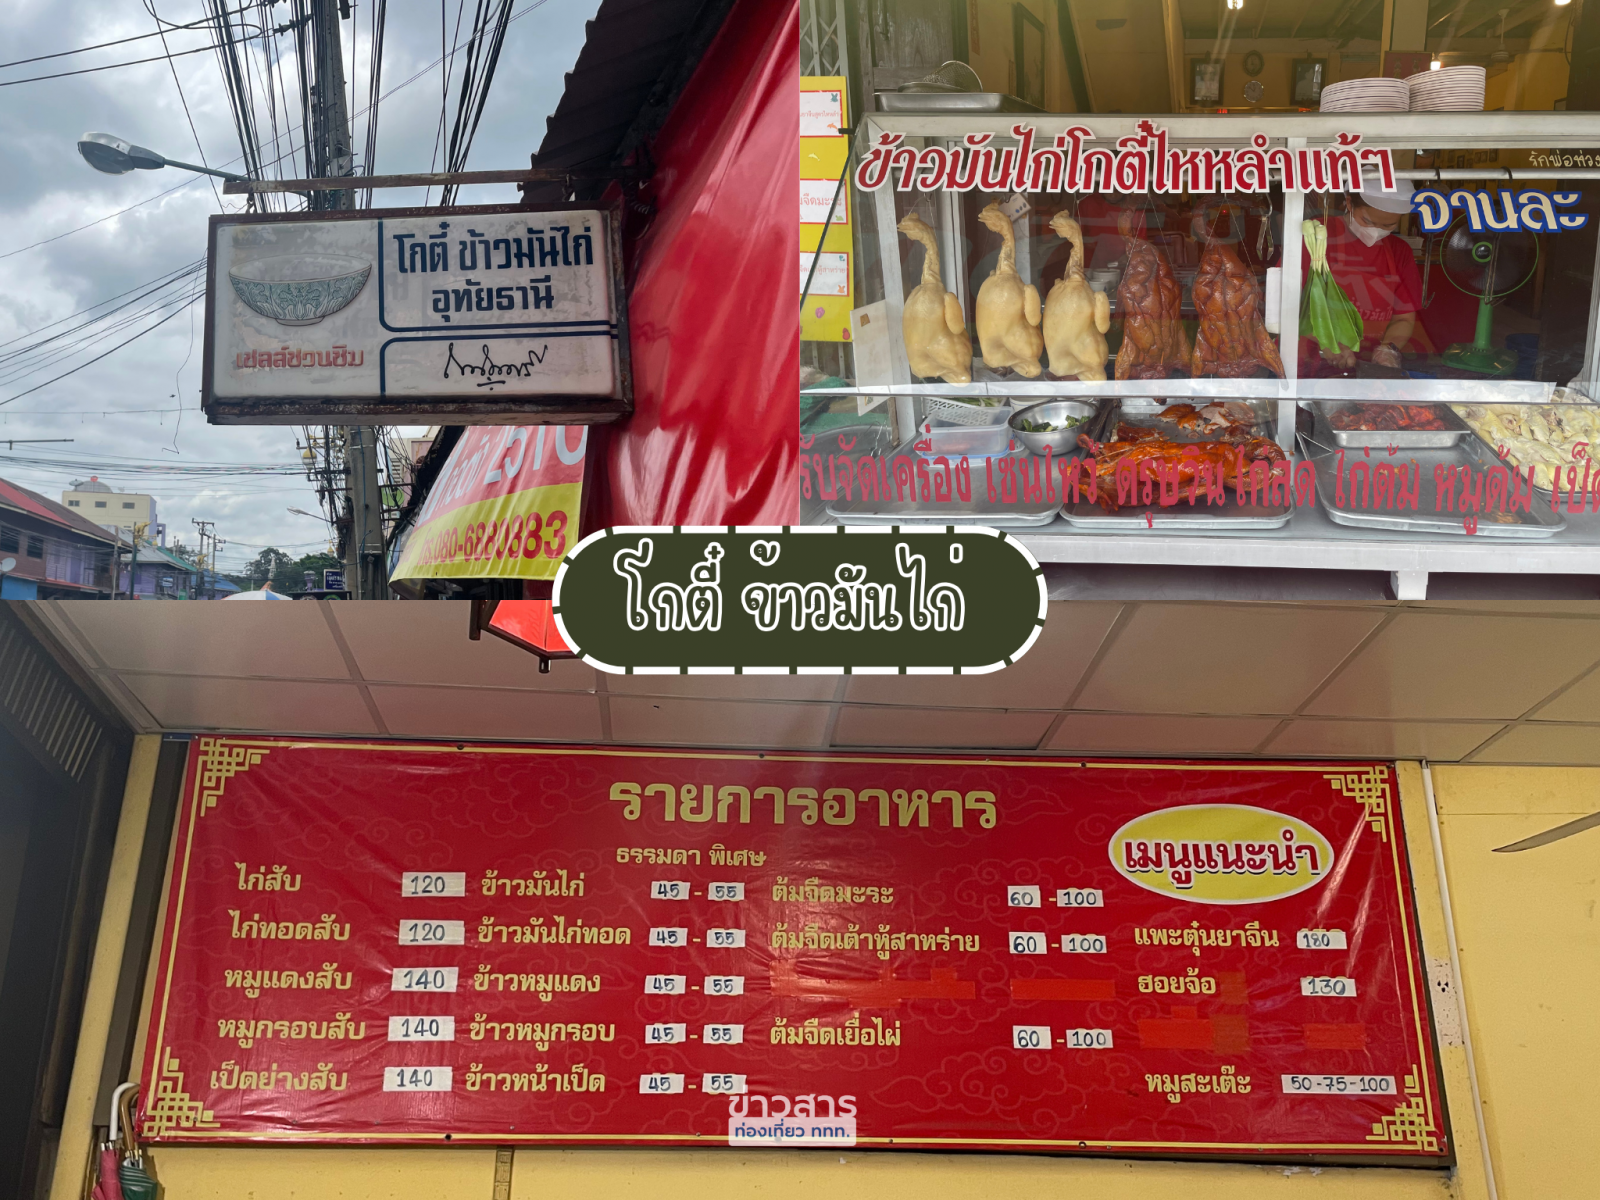 โกตี๋ ข้าวมันไก่
อุทัยธานี
เชลล์ชวนชิม
2510
โทร.080-6880883
ข้าวมันไก่โกตี๋ไหหลำแท้ๆ
จานละ
รับจัดเครื่อง เซ่นไหว้ ตรุษจีน ไก่สด ไก่ต้ม หมูต้ม เป็ด
โกตี๋ ข้าวมันไก่
รายการอาหาร
เมนูแนะนำ
ธรรมดา พิเศษ
ไก่สับ 120 ข้าวมันไก่ 45 - 55 ต้มจืดมะระ 60 - 100
ไก่ทอดสับ 120 ข้าวมันไก่ทอด 45 - 55 ต้มจืดเต้าหู้สาหร่าย 60 - 100 แพะตุ๋นยาจีน 180
หมูแดงสับ 140 ข้าวหมูแดง 45 - 55 ฮอยจ้อ 130
หมูกรอบสับ 140 ข้าวหมูกรอบ 45 - 55 ต้มจืดเยื่อไผ่ 60 - 100
เป็ดย่างสับ 140 ข้าวหน้าเป็ด 45 - 55 หมูสะเต๊ะ 50-75-100
ข่าวสาร
ท่องเที่ยว ททท.